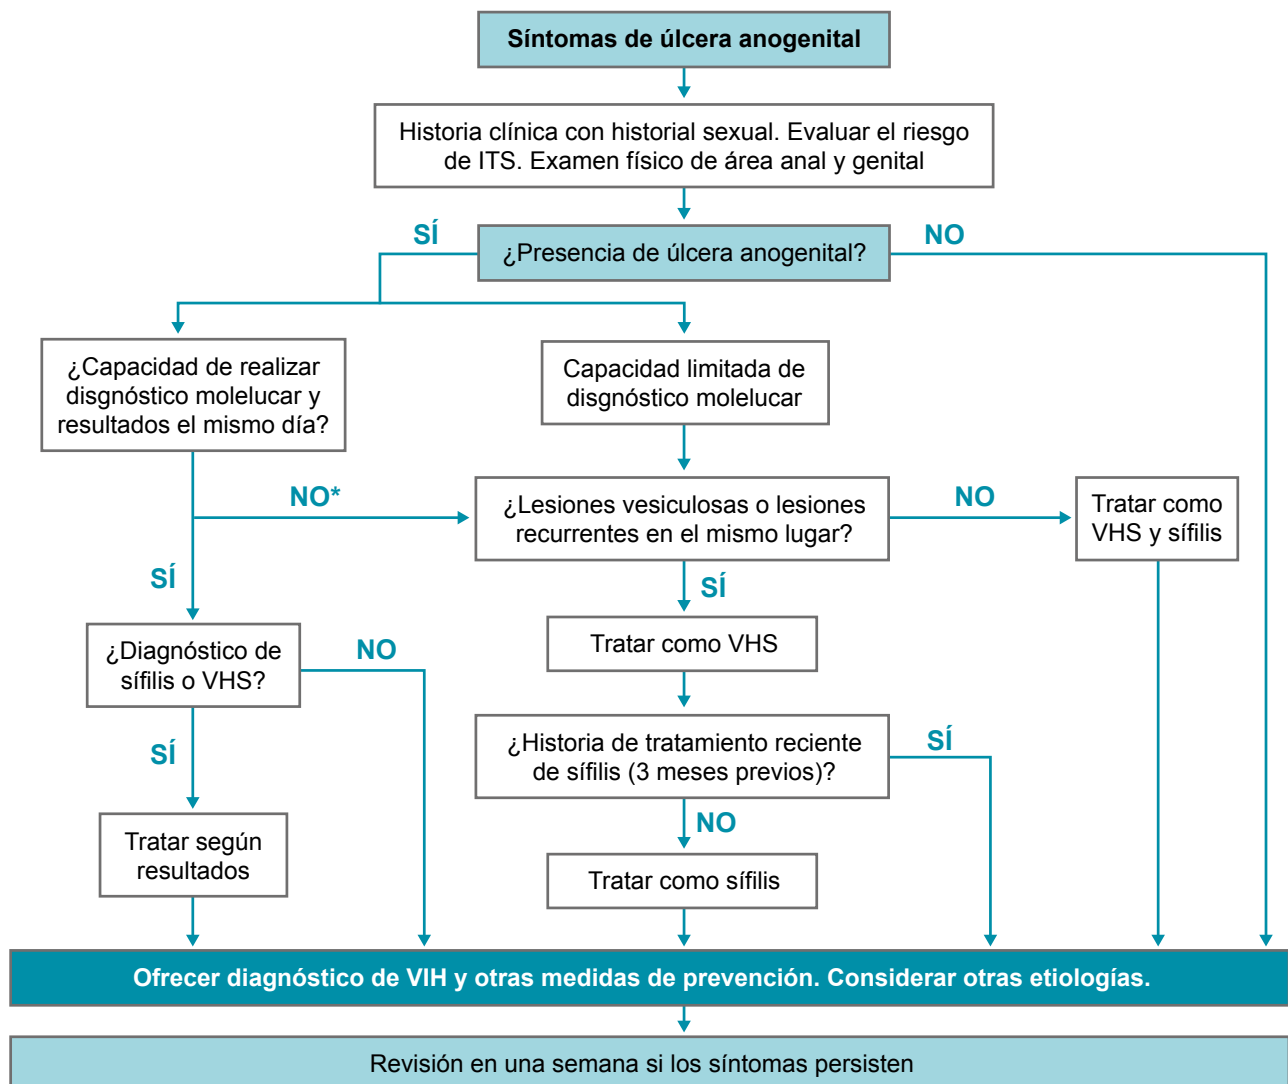 Síntomas de úlcera anogenital
Historia clínica con historial sexual. Evaluar el riesgo
de ITS. Examen físico de área anal y genital
SÍ
NO
¿Presencia de úlcera anogenital?
¿Capacidad de realizar
disgnóstico molelucar y
resultados el mismo día?
Capacidad limitada de
disgnóstico molelucar
NO*
¿Lesiones vesiculosas o lesiones
recurrentes en el mismo lugar?
NO
Tratar como
VHS y sífilis
SÍ
SÍ
¿Diagnóstico de
sífilis o VHS?
NO
Tratar como VHS
SÍ
¿Historia de tratamiento reciente
de sífilis (3 meses previos)?
SÍ
NO
Tratar según
resultados
Tratar como sífilis
Ofrecer diagnóstico de VIH y otras medidas de prevención. Considerar otras etiologías.
Revisión en una semana si los síntomas persisten